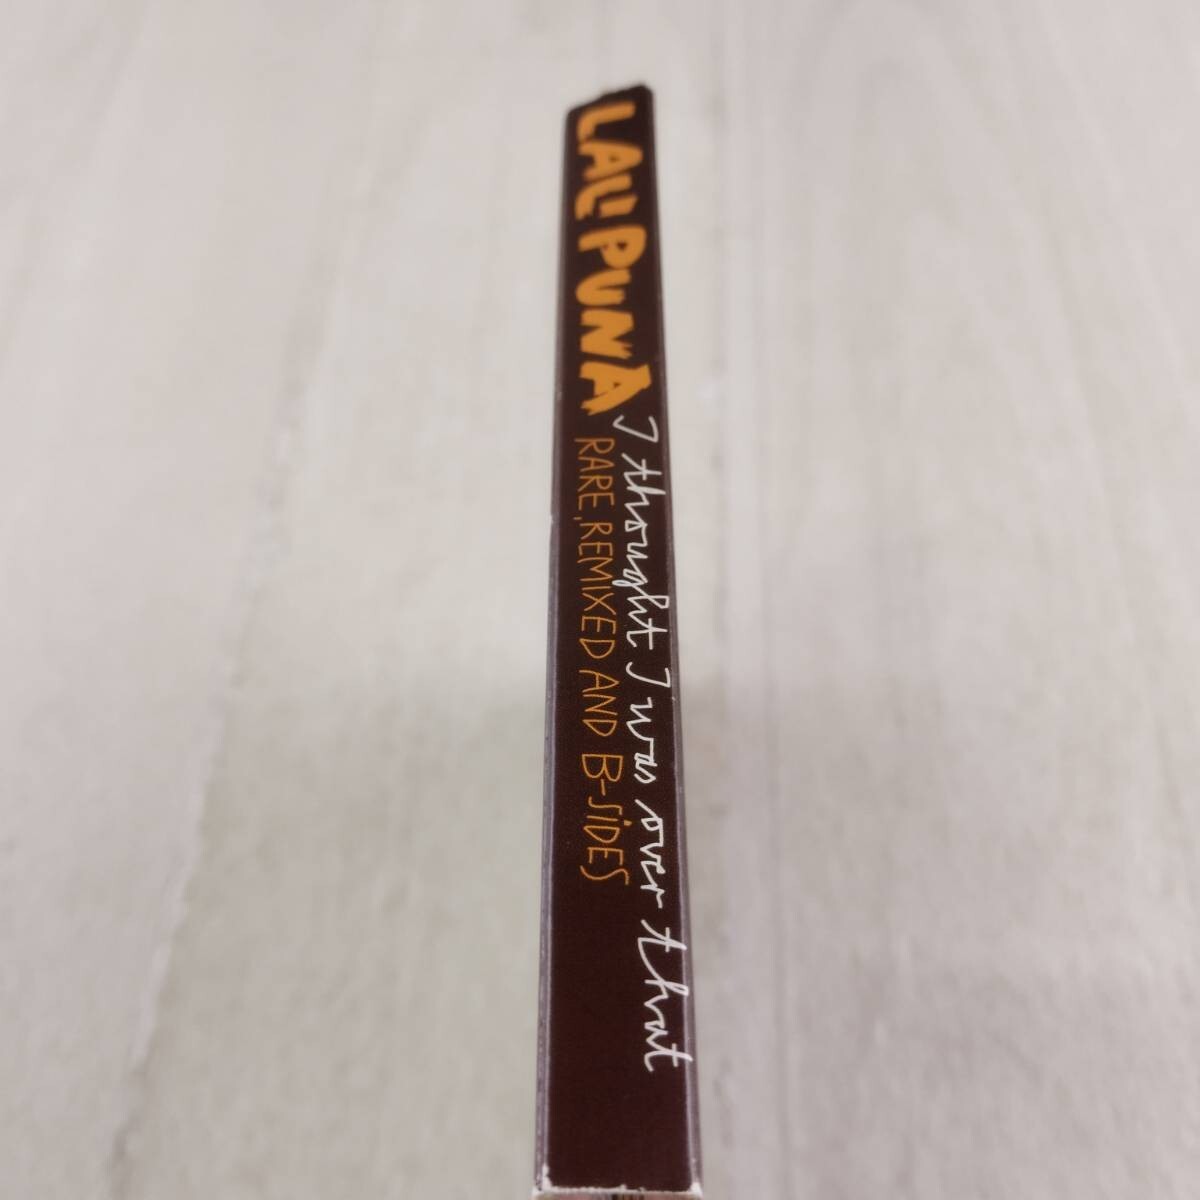 LALI PUNA
I thought I was over that
RARE, REMIXED AND B-SiDES